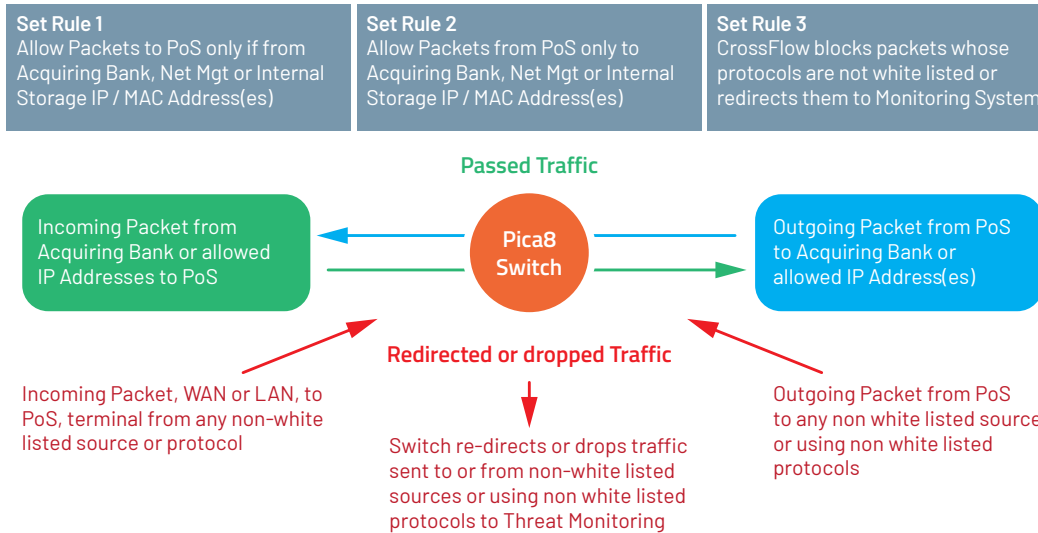 Set Rule 1
Allow Packets to PoS only if from
Acquiring Bank, Net Mgt or Internal
Storage IP / MAC Address(es)
Set Rule 2
Allow Packets from PoS only to
Acquiring Bank, Net Mgt or Internal
Storage IP / MAC Address(es)
Set Rule 3
CrossFlow blocks packets whose
protocols are not white listed or
redirects them to Monitoring System
Passed Traffic
Incoming Packet from
Acquiring Bank or allowed
IP Addresses to PoS
Pica8
Switch
Outgoing Packet from PoS
to Acquiring Bank or
allowed IP Address(es)
Redirected or dropped Traffic
Incoming Packet, WAN or LAN, to
PoS, terminal from any non-white
listed source or protocol
Switch re-directs or drops traffic
sent to or from non-white listed
sources or using non white listed
protocols to Threat Monitoring
Outgoing Packet from PoS
to any non white listed source
or using non white listed
protocols